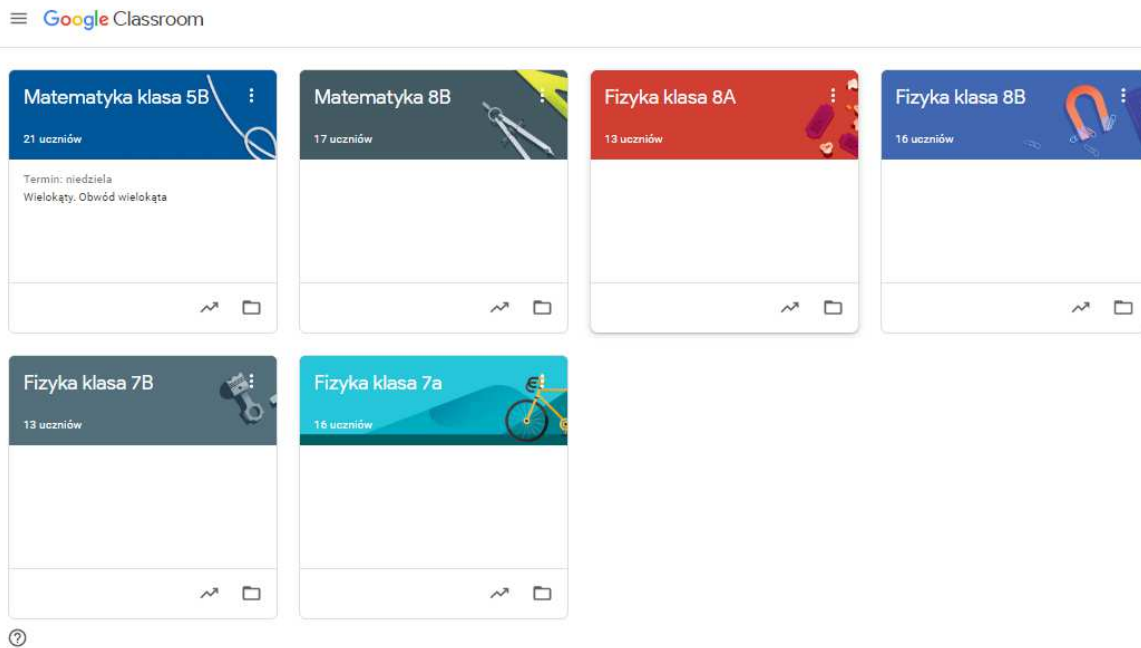 Google Classroom
Matematyka klasa 5B
21 uczniów
Termin: niedziela
Wielokąty. Obwód wielokąta
Matematyka 8B
17 uczniów
Fizyka klasa 8A
13 uczniów
Fizyka klasa 8B
16 uczniów
Fizyka klasa 7B
13 uczniów
Fizyka klasa 7a
16 uczniów